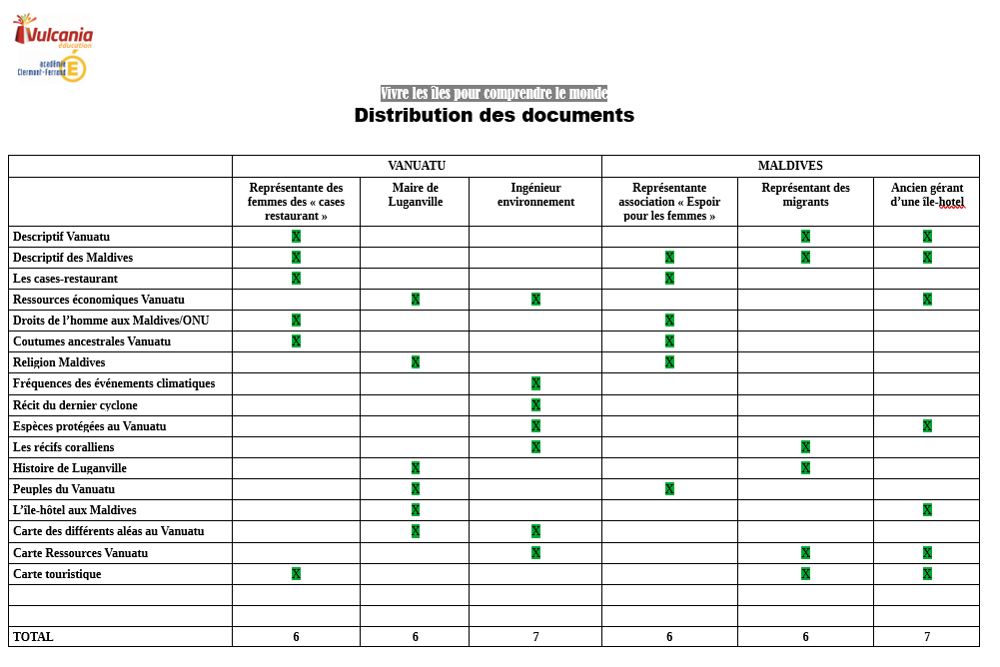 Vulcania
éducation
académie
Clermont-Ferrand
É
Vivre les îles pour comprendre le monde
Distribution des documents
VANUATU MALDIVES
Représentante des femmes des « cases restaurant » Maire de Luganville Ingénieur environnement Représentante association « Espoir pour les femmes » Représentant des migrants Ancien gérant d’une île-hotel
Descriptif Vanuatu X X X
Descriptif des Maldives X X X X
Les cases-restaurant X X
Ressources économiques Vanuatu X X X
Droits de l’homme aux Maldives/ONU X X
Coutumes ancestrales Vanuatu X X
Religion Maldives X X
Fréquences des événements climatiques X
Récit du dernier cyclone X
Espèces protégées au Vanuatu X X
Les récifs coralliens X X
Histoire de Luganville X X
Peuples du Vanuatu X X
L’île-hôtel aux Maldives X X
Carte des différents aléas au Vanuatu X X
Carte Ressources Vanuatu X X X
Carte touristique X X X
TOTAL 6 6 7 6 6 7